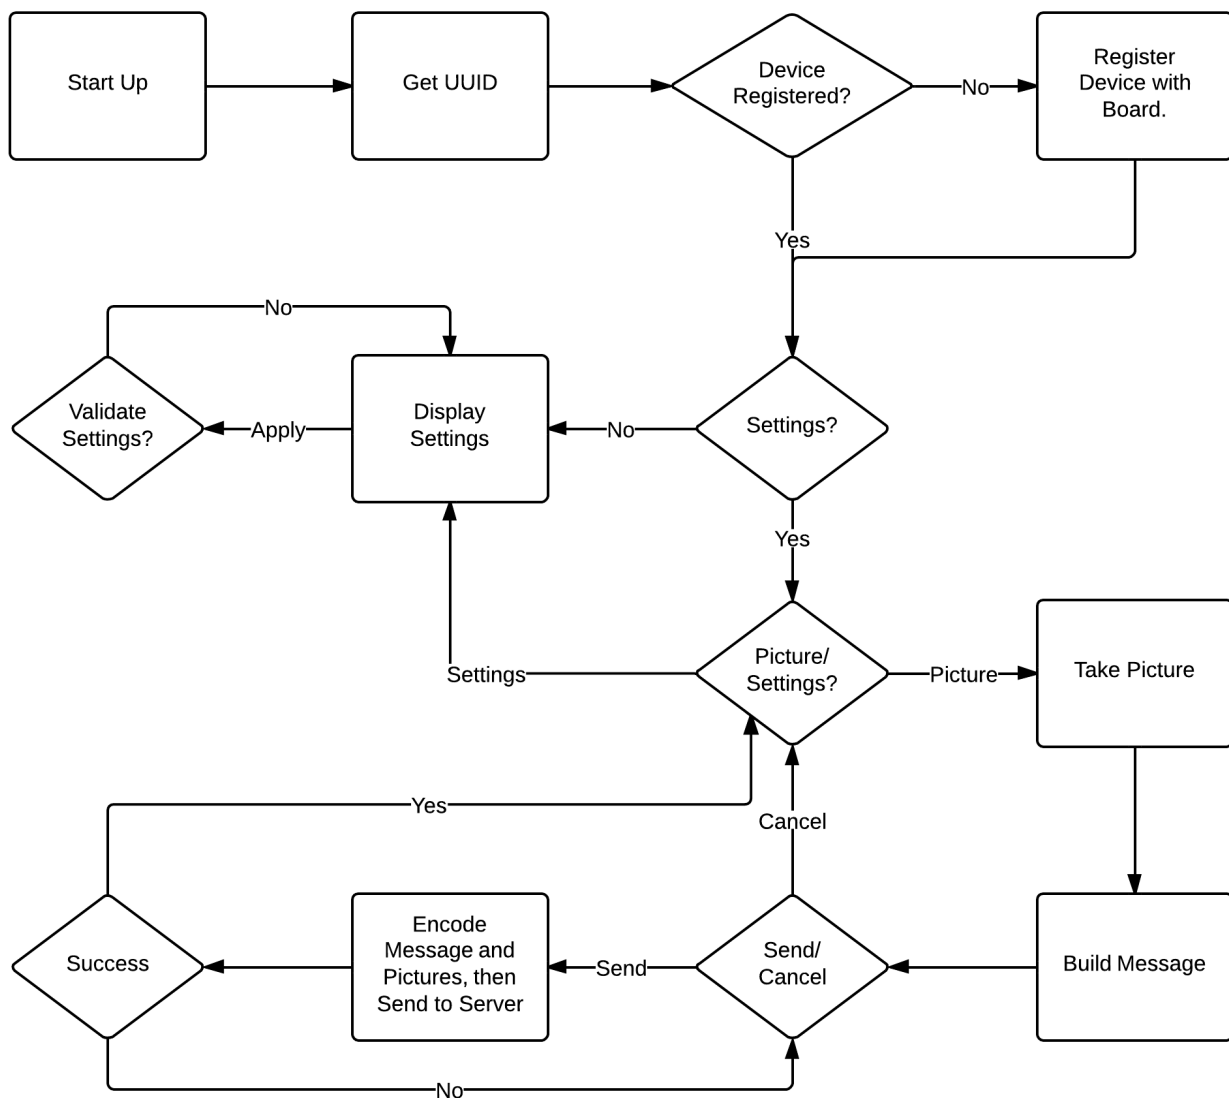 Start Up
Get UUID
Device
Registered?
No
Register
Device with
Board.
Yes
No
Validate
Settings?
Apply
Display
Settings
No
Settings?
Yes
Settings
Picture/
Settings?
Picture
Take Picture
Yes
Cancel
Success
Encode
Message and
Pictures, then
Send to Server
Send
Send/
Cancel
Build Message
No